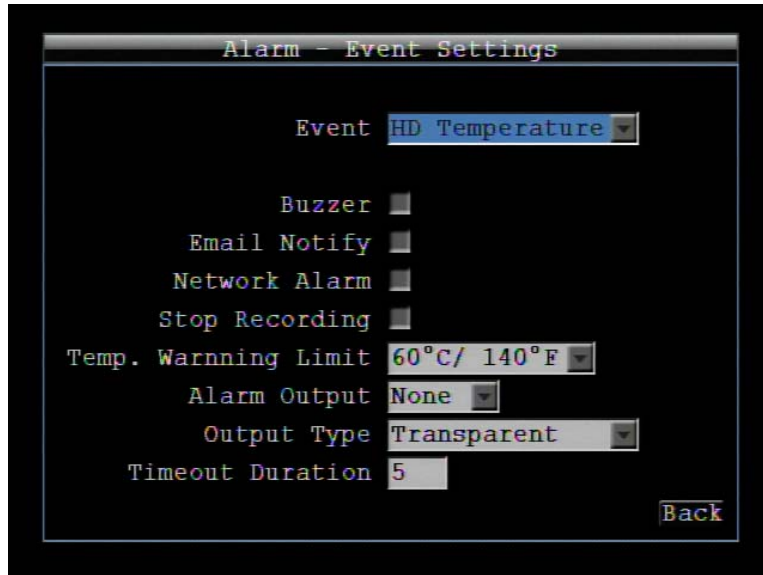 Alarm - Event Settings
Event HD Temperature
Buzzer
Email Notify
Network Alarm
Stop Recording
Temp. Warnning Limit 60°C/ 140°F
Alarm Output None
Output Type Transparent
Timeout Duration 5
Back